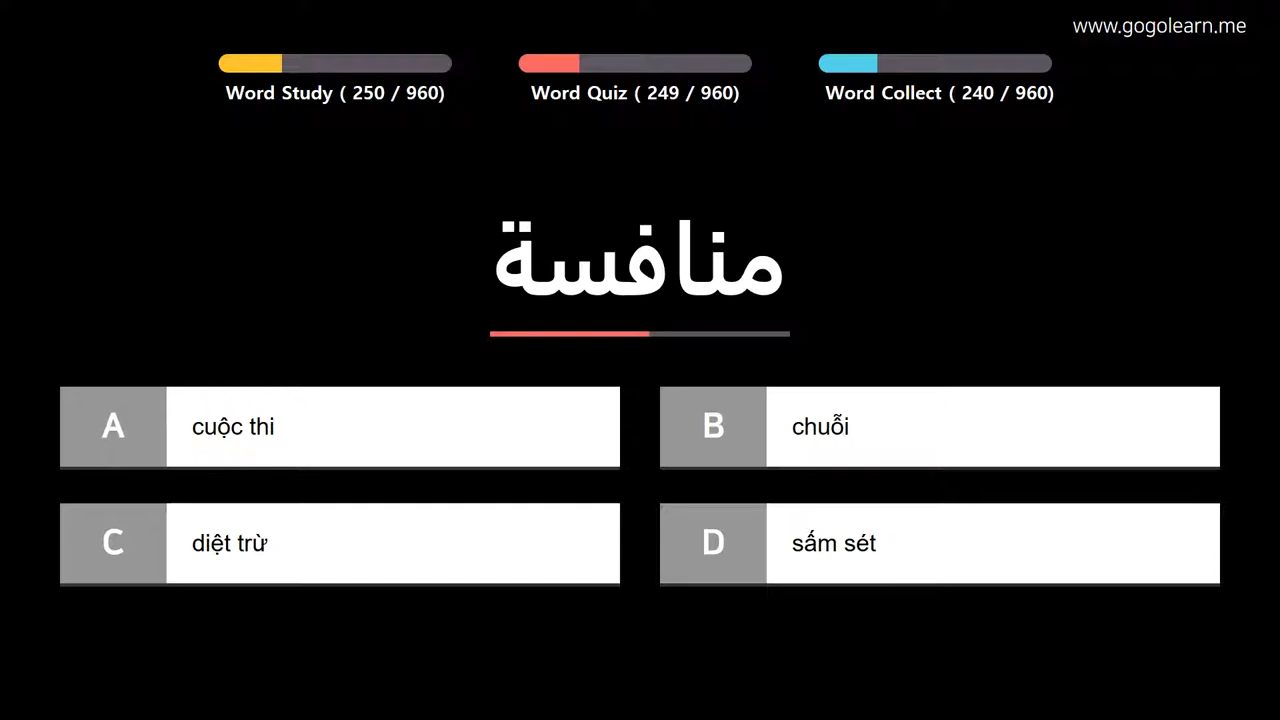 www.gogolearn.me
Word Study ( 250 / 960)
Word Quiz ( 249 / 960)
Word Collect ( 240 / 960)
منافسة
A
cuộc thi
B
chuỗi
C
diệt trừ
D
sấm sét